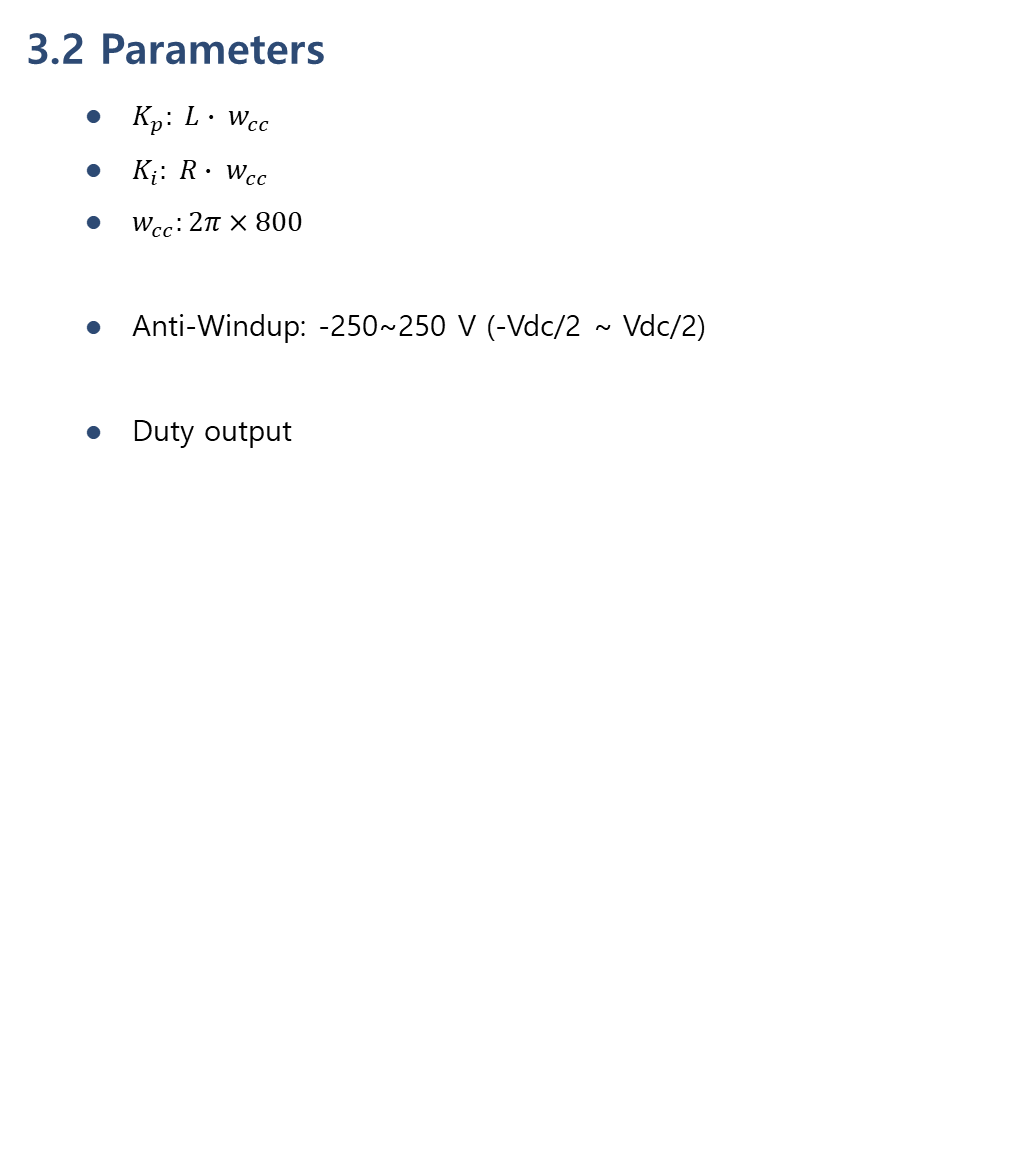 3.2 Parameters
● K_p: L · w_cc
● K_i: R · w_cc
● w_cc: 2π × 800
● Anti-Windup: -250~250 V (-Vdc/2 ~ Vdc/2)
● Duty output